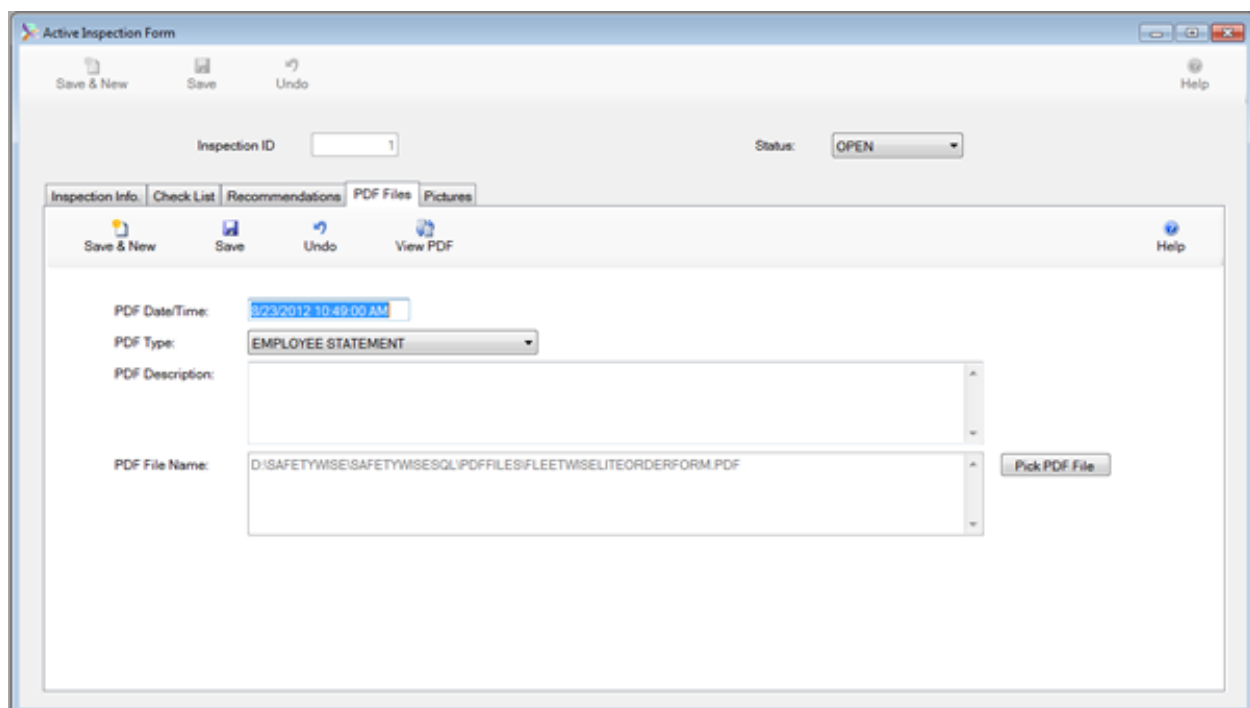 Active Inspection Form
Save & New Save Undo Help
Inspection ID 1 Status: OPEN
Inspection Info. Check List Recommendations PDF Files Pictures
Save & New Save Undo View PDF Help
PDF Date/Time: 8/23/2012 10:49:00 AM
PDF Type: EMPLOYEE STATEMENT
PDF Description:
PDF File Name: D:\SAFETYWISE\SAFETYWISESQL\PDFFILES\FLEETWISELITEORDERFORM.PDF Pick PDF File